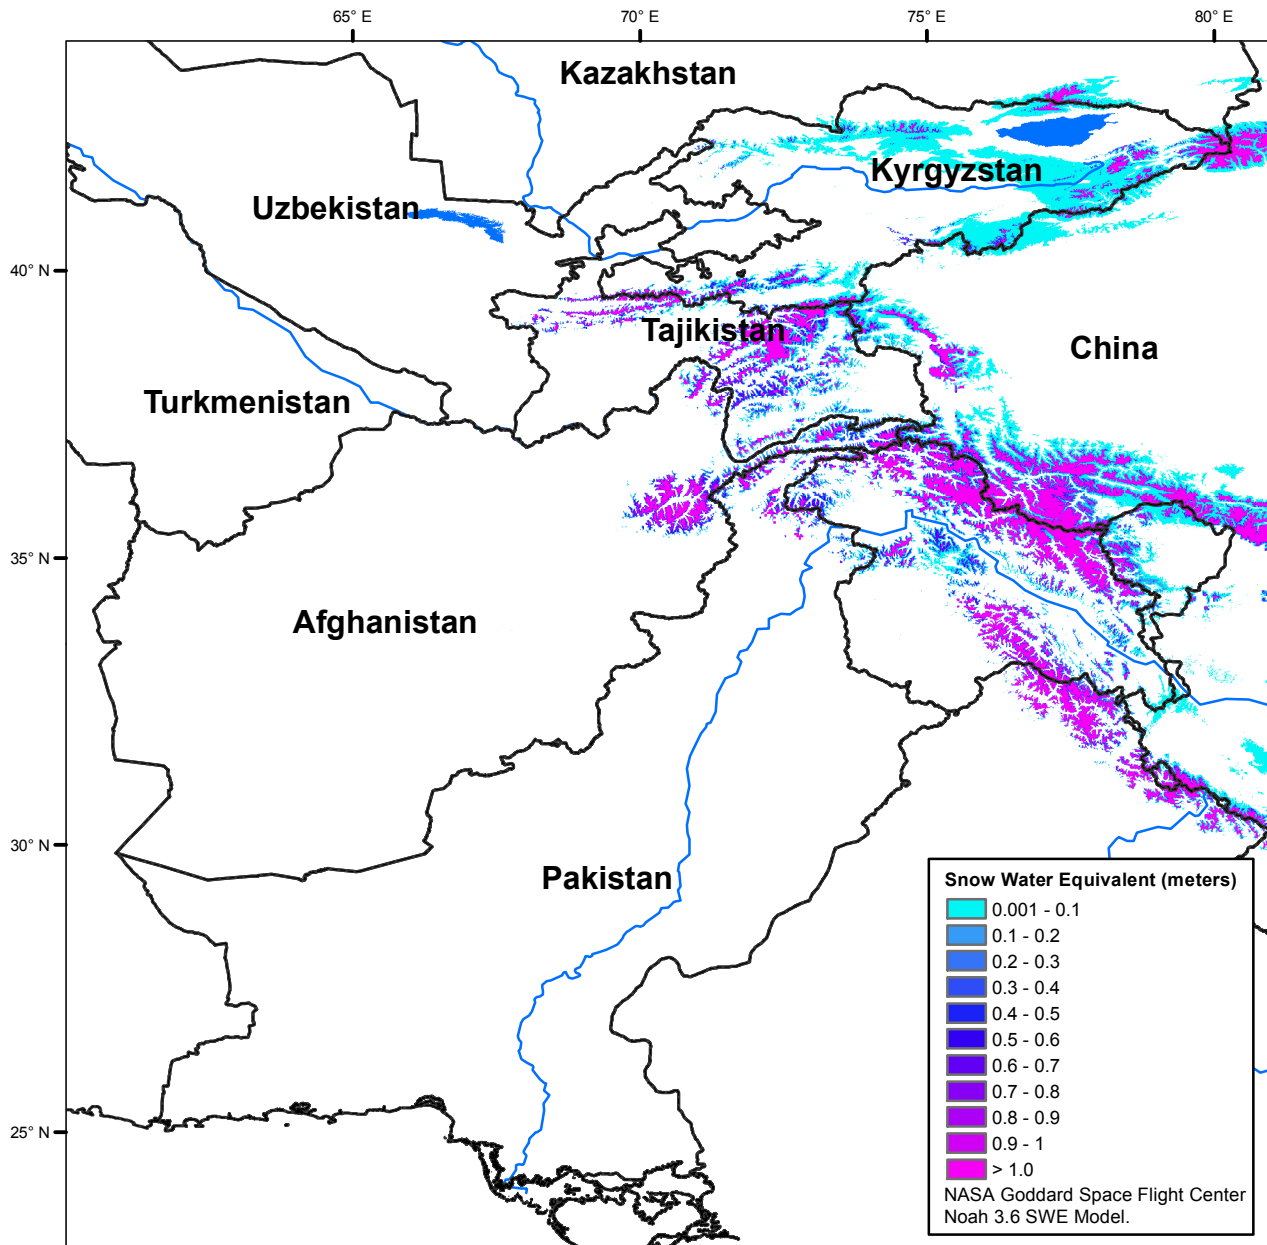 65° E
70° E
75° E
80° E
Kazakhstan
Kyrgyzstan
Uzbekistan
40° N
Tajikistan
China
Turkmenistan
35° N
Afghanistan
30° N
Pakistan
25° N
Snow Water Equivalent (meters)
0.001 - 0.1
0.1 - 0.2
0.2 - 0.3
0.3 - 0.4
0.4 - 0.5
0.5 - 0.6
0.6 - 0.7
0.7 - 0.8
0.8 - 0.9
0.9 - 1
> 1.0
NASA Goddard Space Flight Center
Noah 3.6 SWE Model.